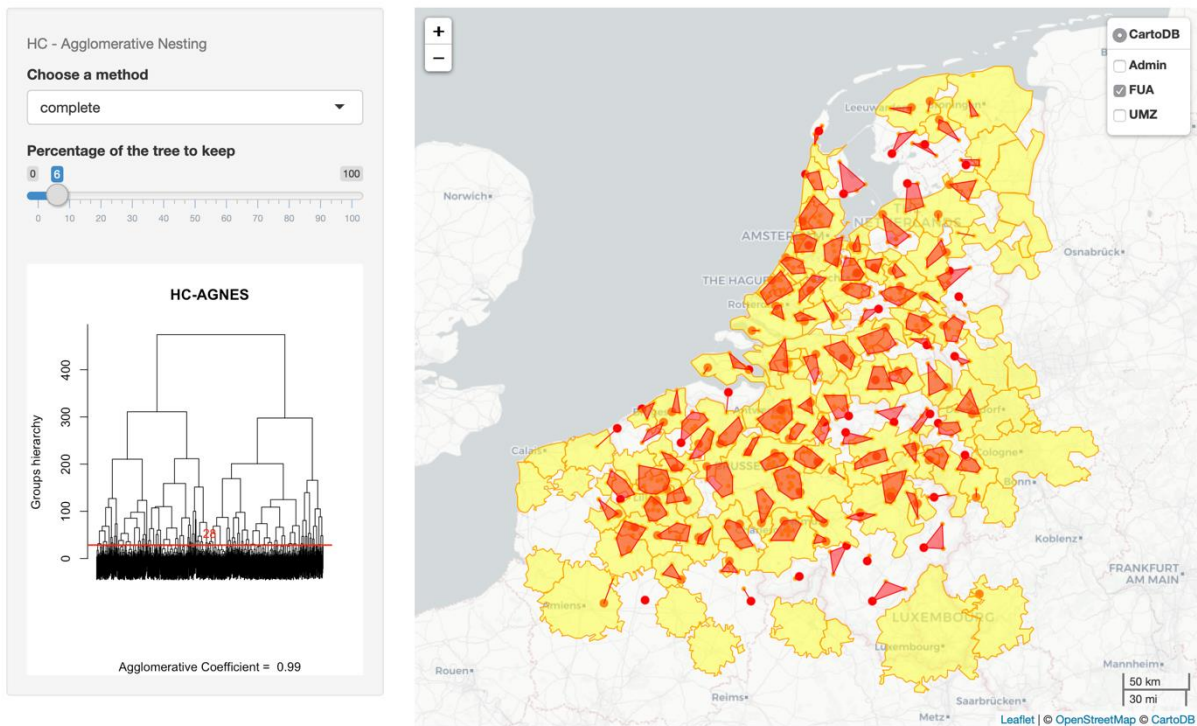 HC - Agglomerative Nesting
Choose a method
complete
Percentage of the tree to keep
0 6 100
0 10 20 30 40 50 60 70 80 90 100
HC-AGNES
Groups hierarchy
400
300
200
100
0
28
Agglomerative Coefficient = 0.99
+
−
CartoDB
Admin
FUA
UMZ
Leeuwarden
Groningen
Norwich
AMSTERDAM
NETHERLANDS
Osnabrück
THE HAGUE
Calais
Cologne
Bonn
Koblenz
FRANKFURT
AM MAIN
Amiens
LUXEMBOURG
Luxembourg
Rouen
Reims
Mannheim
Saarbrücken
Metz
50 km
30 mi
Leaflet | © OpenStreetMap © CartoDB